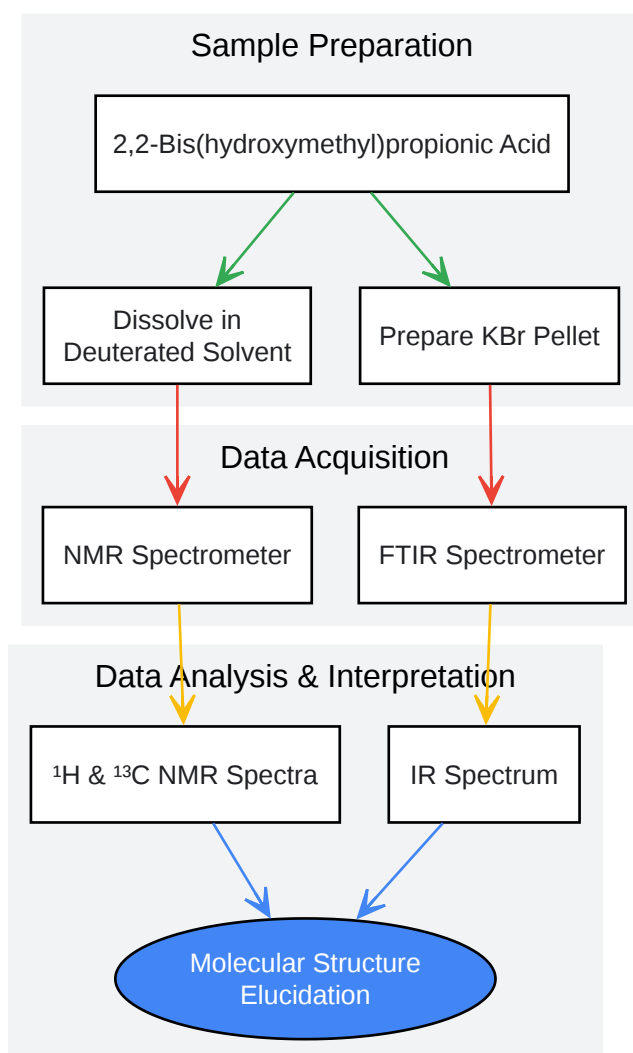 Sample Preparation
2,2-Bis(hydroxymethyl)propionic Acid
Dissolve in
Deuterated Solvent
Prepare KBr Pellet
Data Acquisition
NMR Spectrometer
FTIR Spectrometer
Data Analysis & Interpretation
¹H & ¹³C NMR Spectra
IR Spectrum
Molecular Structure
Elucidation